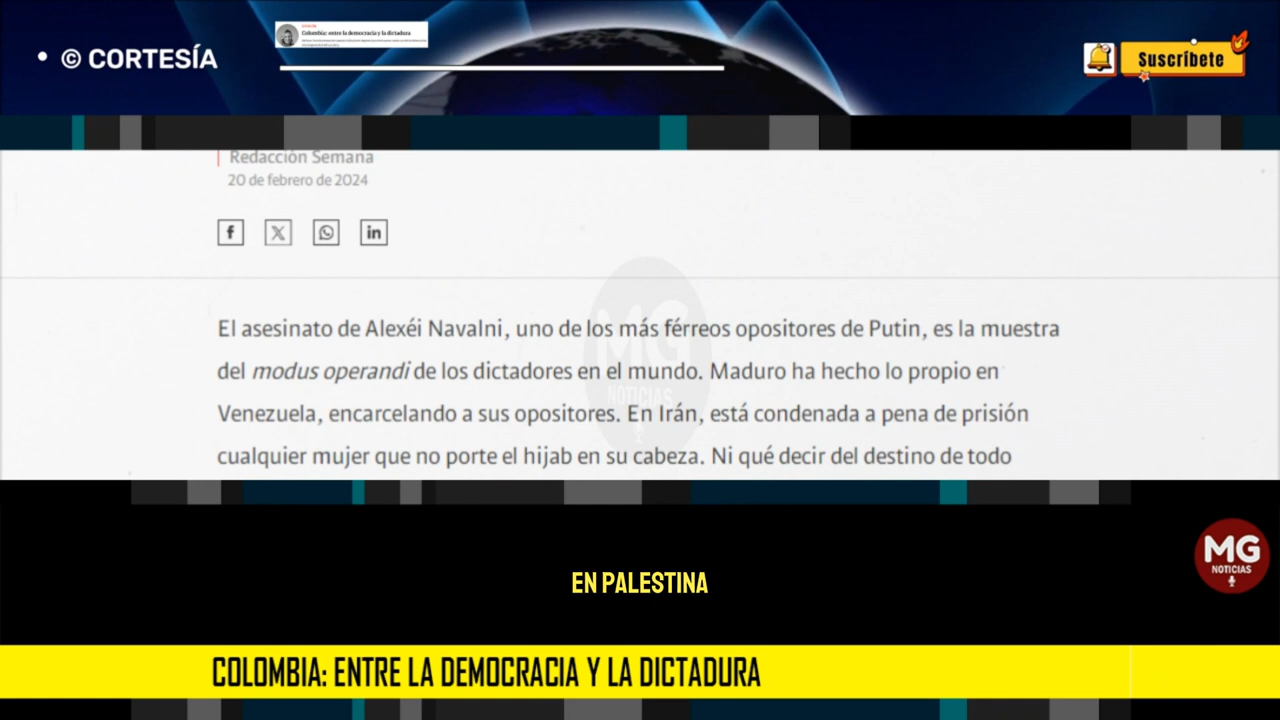 • © CORTESÍA
Colombia: entre la democracia y la dictadura
Suscríbete
Redacción Semana
20 de febrero de 2024
El asesinato de Alexéi Navalni, uno de los más férreos opositores de Putin, es la muestra
del modus operandi de los dictadores en el mundo. Maduro ha hecho lo propio en
Venezuela, encarcelando a sus opositores. En Irán, está condenada a pena de prisión
cualquier mujer que no porte el hijab en su cabeza. Ni qué decir del destino de todo
MG
NOTICIAS
EN PALESTINA
MG
NOTICIAS
COLOMBIA: ENTRE LA DEMOCRACIA Y LA DICTADURA